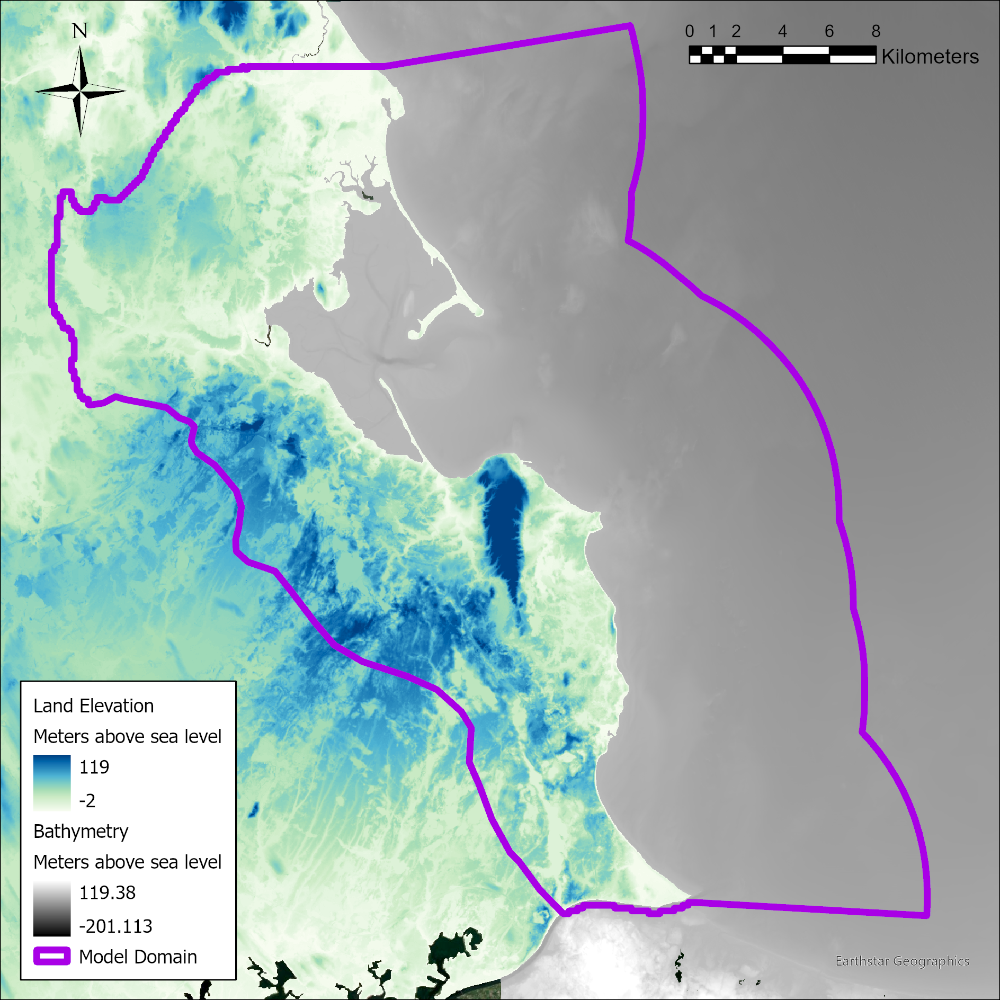 N
0 1 2 4 6 8
Kilometers
Land Elevation
Meters above sea level
119
-2
Bathymetry
Meters above sea level
119.38
-201.113
Model Domain
Earthstar Geographics